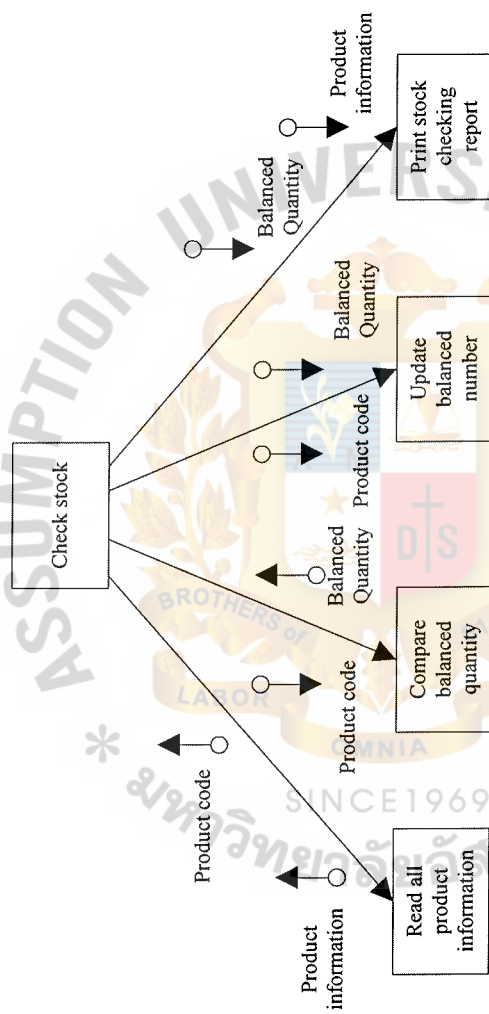 Check stock
Product code
Product information
Product code
Balanced
Quantity
Product code
Balanced
Quantity
Balanced
Quantity
Product
information
Read all
product
information
Compare
balanced
quantity
Update
balanced
number
Print stock
checking
report
ASSUMPTION
BROTHERS of
LABOR
OMNIA
DS
SINCE1969